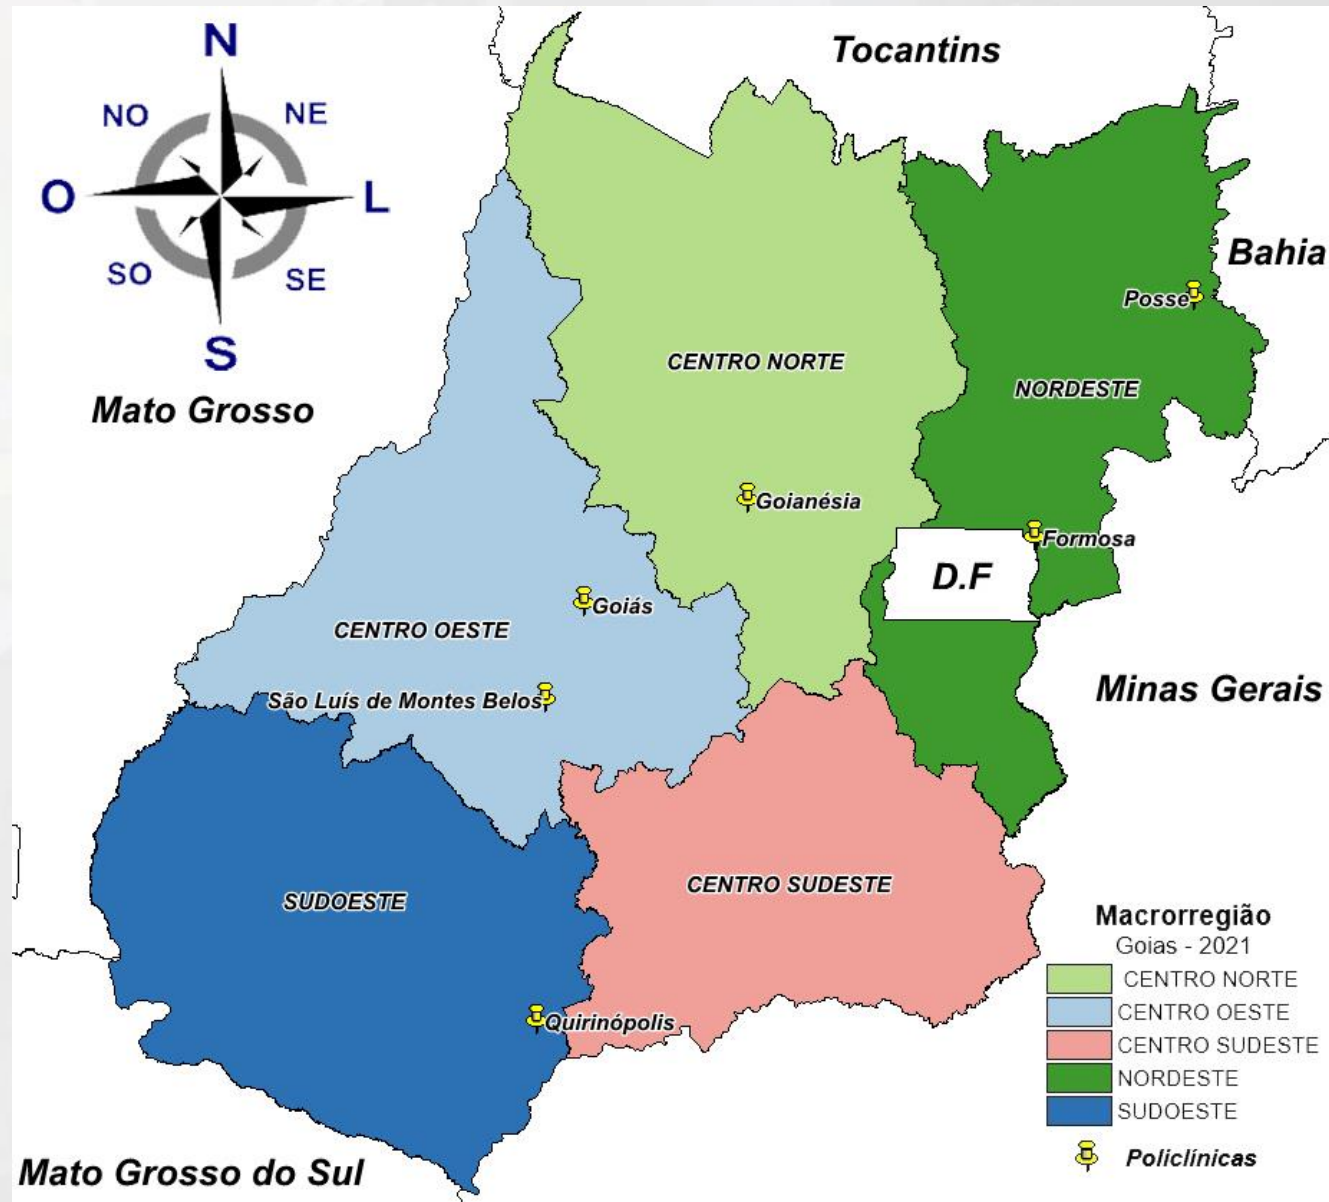 N
NO
NE
O
L
SO
SE
S
Tocantins
Bahia
Posse
CENTRO NORTE
NORDESTE
Mato Grosso
Goianésia
Formosa
D.F
Goiás
CENTRO OESTE
São Luís de Montes Belos
Minas Gerais
CENTRO SUDESTE
SUDOESTE
Quirinópolis
Mato Grosso do Sul
Macrorregião
Goias - 2021
CENTRO NORTE
CENTRO OESTE
CENTRO SUDESTE
NORDESTE
SUDOESTE
Policlínicas